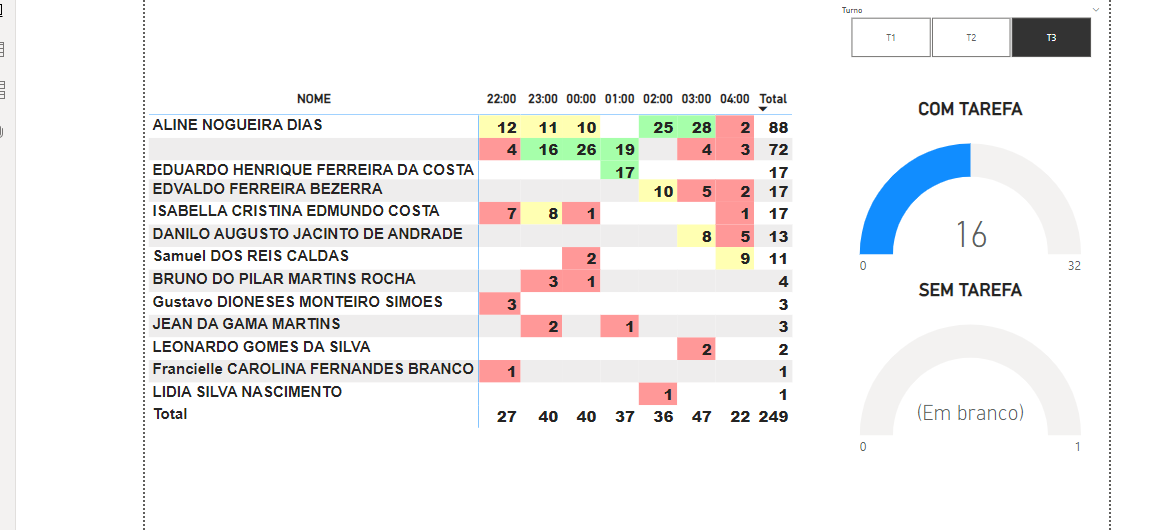 Turno
T1 T2 T3
NOME 22:00 23:00 00:00 01:00 02:00 03:00 04:00 Total
ALINE NOGUEIRA DIAS 12 11 10 25 28 2 88
4 16 26 19 4 3 72
EDUARDO HENRIQUE FERREIRA DA COSTA 17 17
EDVALDO FERREIRA BEZERRA 10 5 2 17
ISABELLA CRISTINA EDMUNDO COSTA 7 8 1 1 17
DANILO AUGUSTO JACINTO DE ANDRADE 8 5 13
Samuel DOS REIS CALDAS 2 9 11
BRUNO DO PILAR MARTINS ROCHA 3 1 4
Gustavo DIONESES MONTEIRO SIMOES 3 3
JEAN DA GAMA MARTINS 2 1 3
LEONARDO GOMES DA SILVA 2 2
Francielle CAROLINA FERNANDES BRANCO 1 1
LIDIA SILVA NASCIMENTO 1 1
Total 27 40 40 37 36 47 22 249
COM TAREFA
16
0 32
SEM TAREFA
(Em branco)
0 1